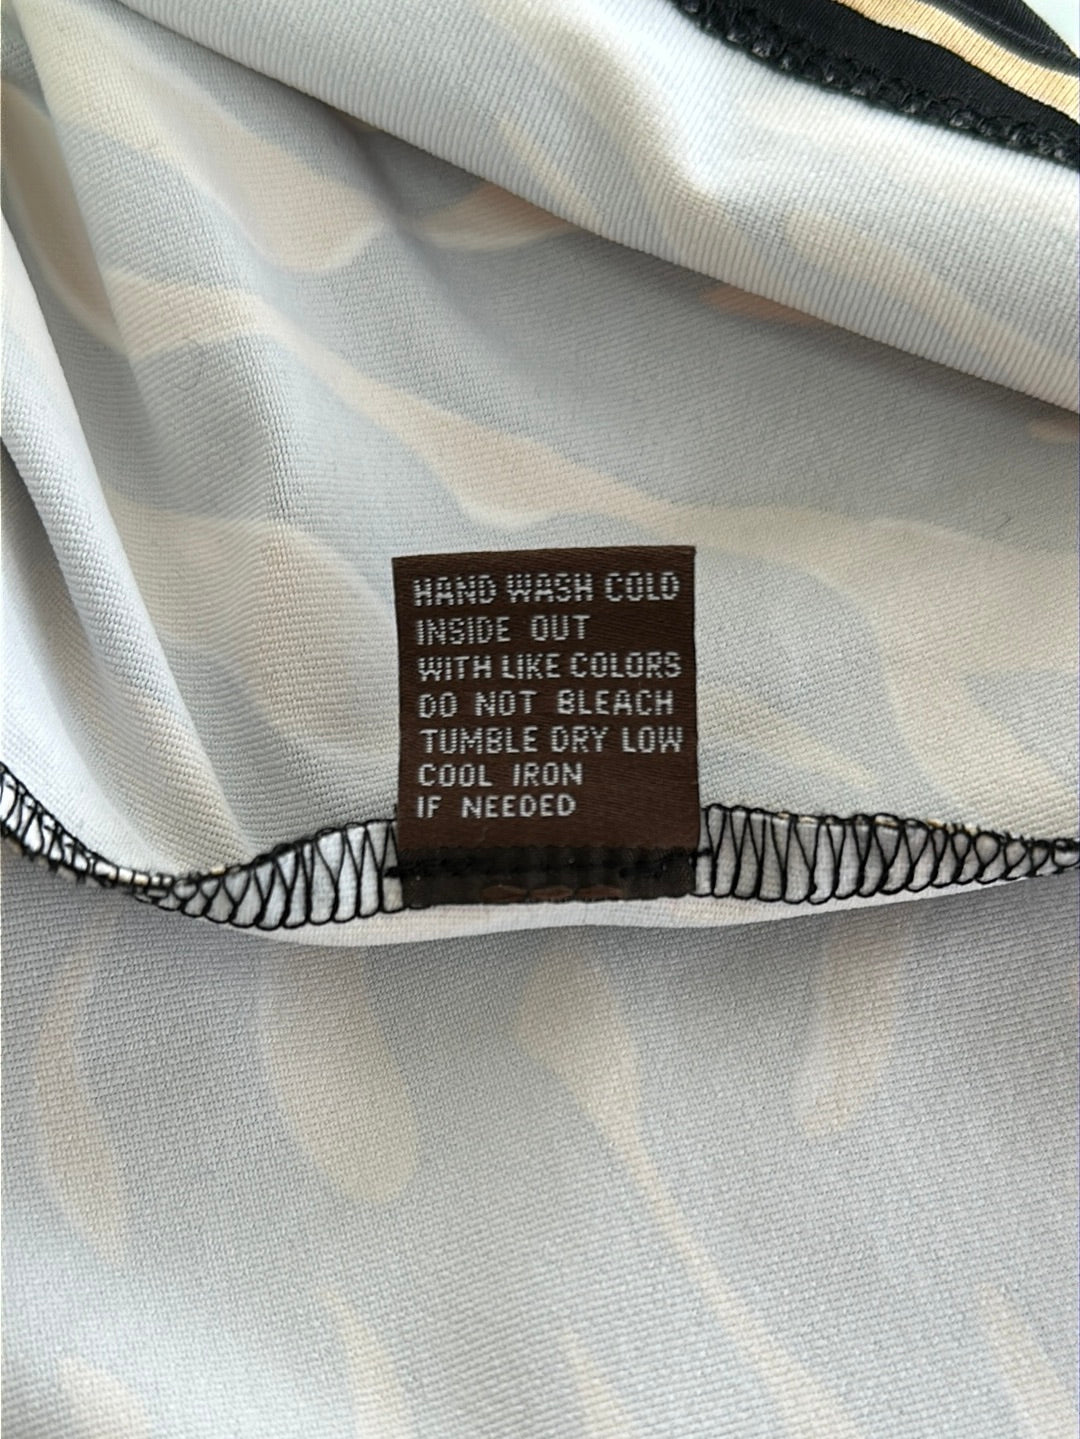 HAND WASH COLD
INSIDE OUT
WITH LIKE COLORS
DO NOT BLEACH
TUMBLE DRY LOW
COOL IRON
IF NEEDED